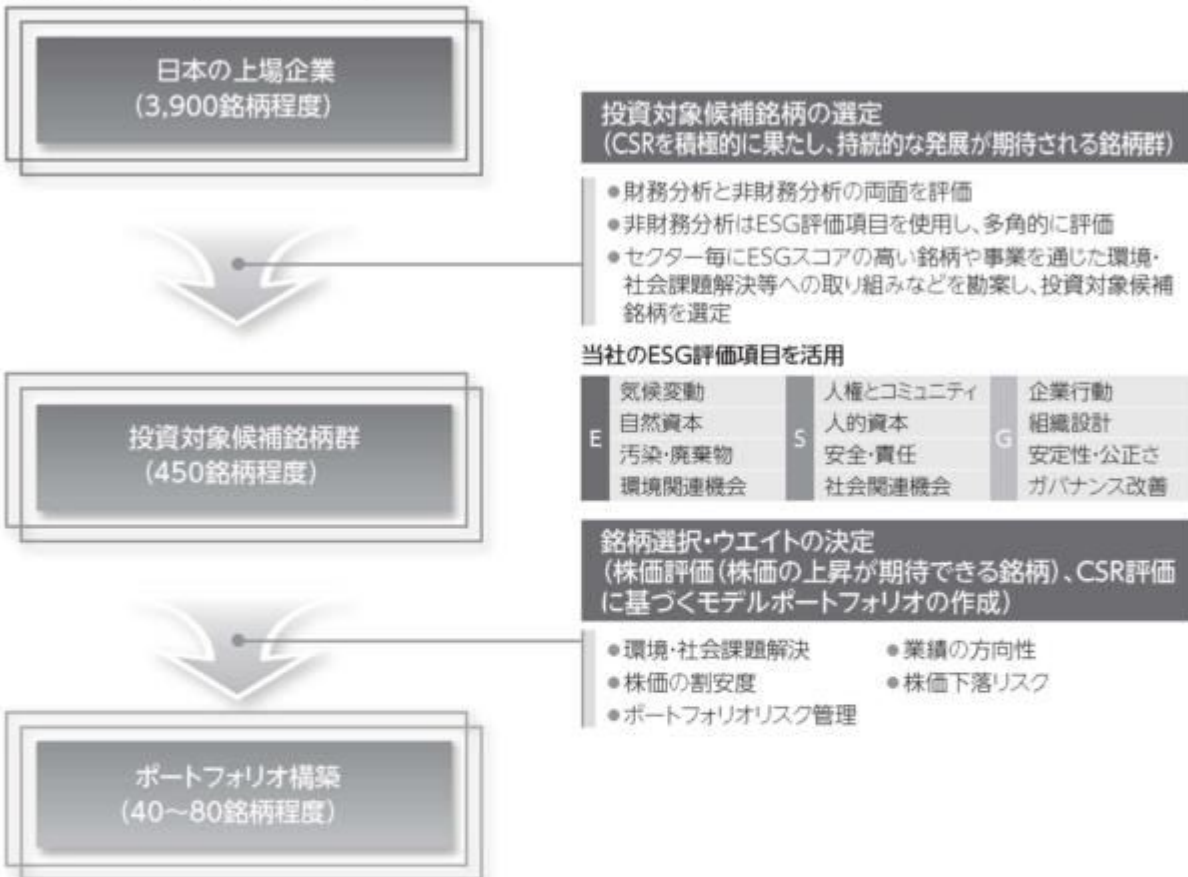 日本の上場企業
(3,900銘柄程度)
投資対象候補銘柄の選定
(CSRを積極的に果たし、持続的な発展が期待される銘柄群)
●財務分析と非財務分析の両面を評価
●非財務分析はESG評価項目を使用し、多角的に評価
●セクター毎にESGスコアの高い銘柄や事業を通じた環境・
社会課題解決等への取り組みなどを勘案し、投資対象候補
銘柄を選定
当社のESG評価項目を活用
E
気候変動
自然資本
汚染・廃棄物
環境関連機会
S
人権とコミュニティ
人的資本
安全・責任
社会関連機会
G
企業行動
組織設計
安定性・公正さ
ガバナンス改善
投資対象候補銘柄群
(450銘柄程度)
銘柄選択・ウエイトの決定
(株価評価(株価の上昇が期待できる銘柄)、CSR評価
に基づくモデルポートフォリオの作成)
●環境・社会課題解決
●業績の方向性
●株価の割安度
●株価下落リスク
●ポートフォリオリスク管理
ポートフォリオ構築
(40〜80銘柄程度)